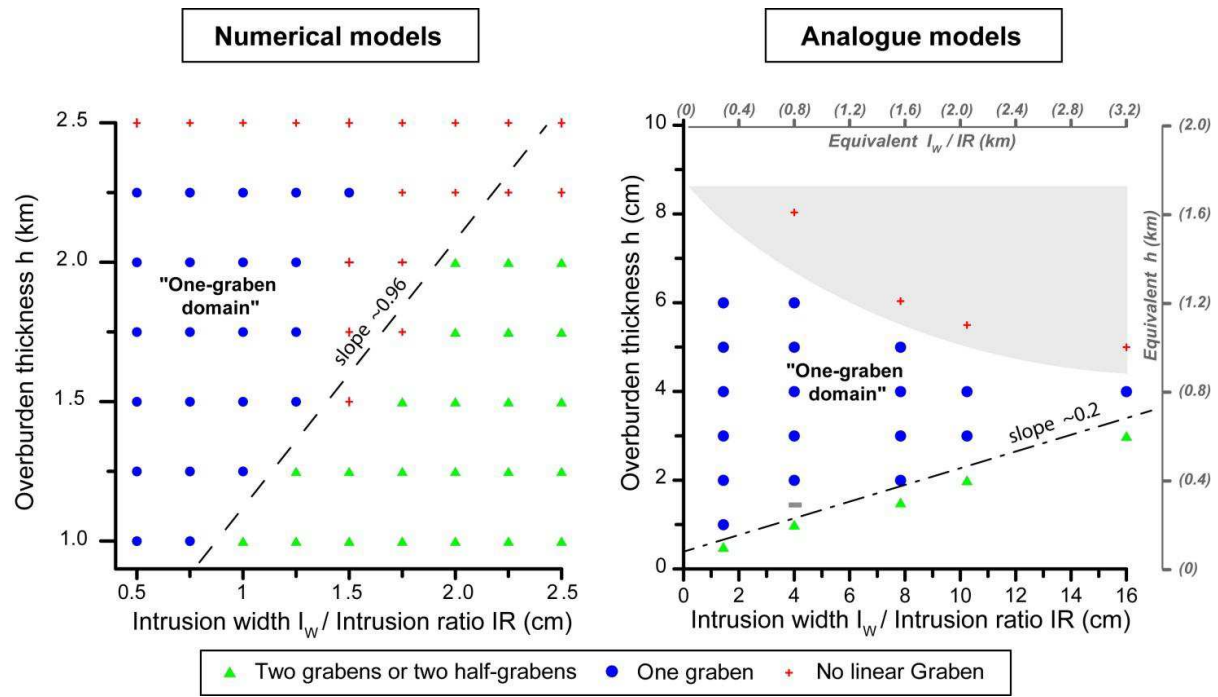 Numerical models
Analogue models
2.5
2.0
1.5
1.0
Overburden thickness h (km)
"One-graben
domain"
slope ~0.96
0.5
1
1.5
2.0
2.5
Intrusion width IW / Intrusion ratio IR (cm)
(0)
(0.4)
(0.8)
(1.2)
(1.6)
(2.0)
(2.4)
(2.8)
(3.2)
Equivalent IW / IR (km)
10
8
6
4
2
0
Overburden thickness h (cm)
"One-graben
domain"
slope ~0.2
(2.0)
(1.6)
(1.2)
(0.8)
(0.4)
(0)
Equivalent h (km)
0
2
4
6
8
10
12
14
16
Intrusion width IW / Intrusion ratio IR (cm)
Two grabens or two half-grabens
One graben
No linear Graben